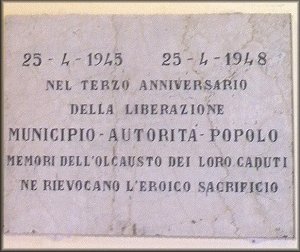 25-4-1945 25-4-1948
NEL TERZO ANNIVERSARIO
DELLA LIBERAZIONE
MUNICIPIO-AUTORITÀ-POPOLO
MEMORI DELL'OLCAUSTO DEI LORO CADUTI
NE RIEVOCANO L'EROICO SACRIFICIO